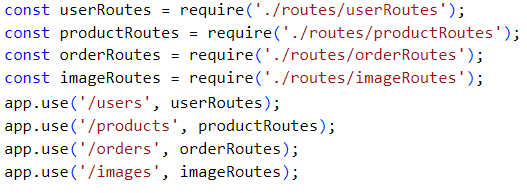 const userRoutes = require('./routes/userRoutes');
const productRoutes = require('./routes/productRoutes');
const orderRoutes = require('./routes/orderRoutes');
const imageRoutes = require('./routes/imageRoutes');
app.use('/users', userRoutes);
app.use('/products', productRoutes);
app.use('/orders', orderRoutes);
app.use('/images', imageRoutes);